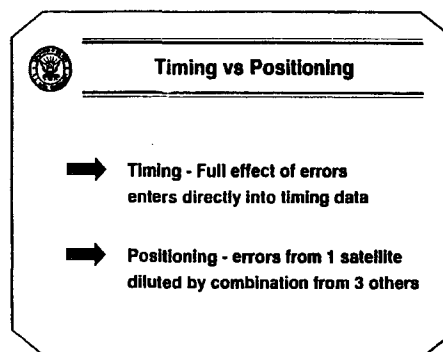 Timing vs Positioning
Timing - Full effect of errors
enters directly into timing data
Positioning - errors from 1 satellite
diluted by combination from 3 others